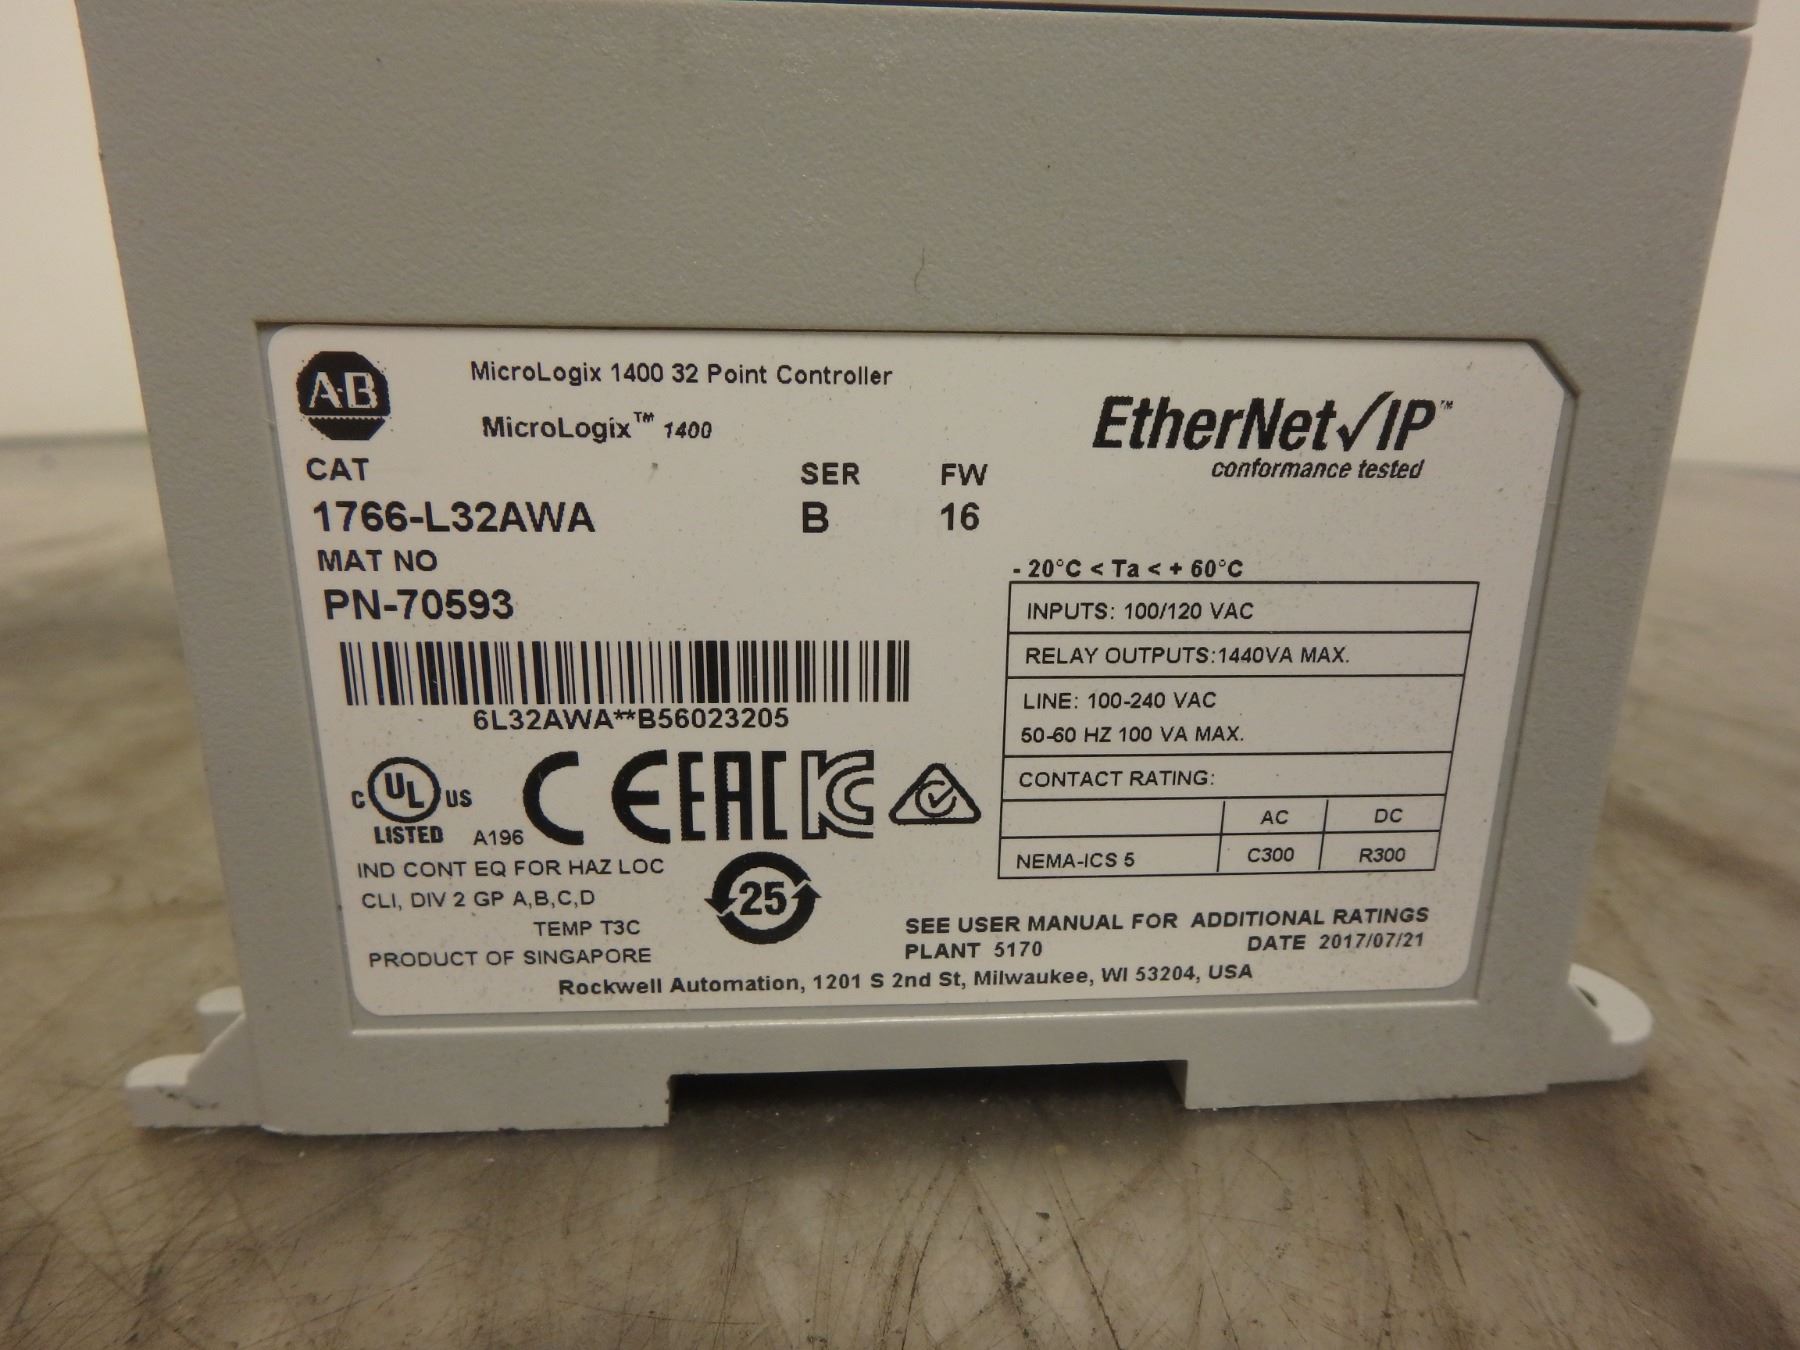 A·B
MicroLogix 1400 32 Point Controller
MicroLogix™ 1400
EtherNet/IP™
conformance tested
CAT
SER
FW
1766-L32AWA
B
16
MAT NO
PN-70593
6L32AWA**B56023205
- 20°C < Ta < + 60°C
INPUTS: 100/120 VAC
RELAY OUTPUTS:1440VA MAX.
LINE: 100-240 VAC
50-60 HZ 100 VA MAX.
CONTACT RATING:
AC DC
NEMA-ICS 5 C300 R300
C UL US
LISTED A196
CE EAC KC
IND CONT EQ FOR HAZ LOC
CLI, DIV 2 GP A,B,C,D
TEMP T3C
25
PRODUCT OF SINGAPORE
SEE USER MANUAL FOR ADDITIONAL RATINGS
PLANT 5170 DATE 2017/07/21
Rockwell Automation, 1201 S 2nd St, Milwaukee, WI 53204, USA